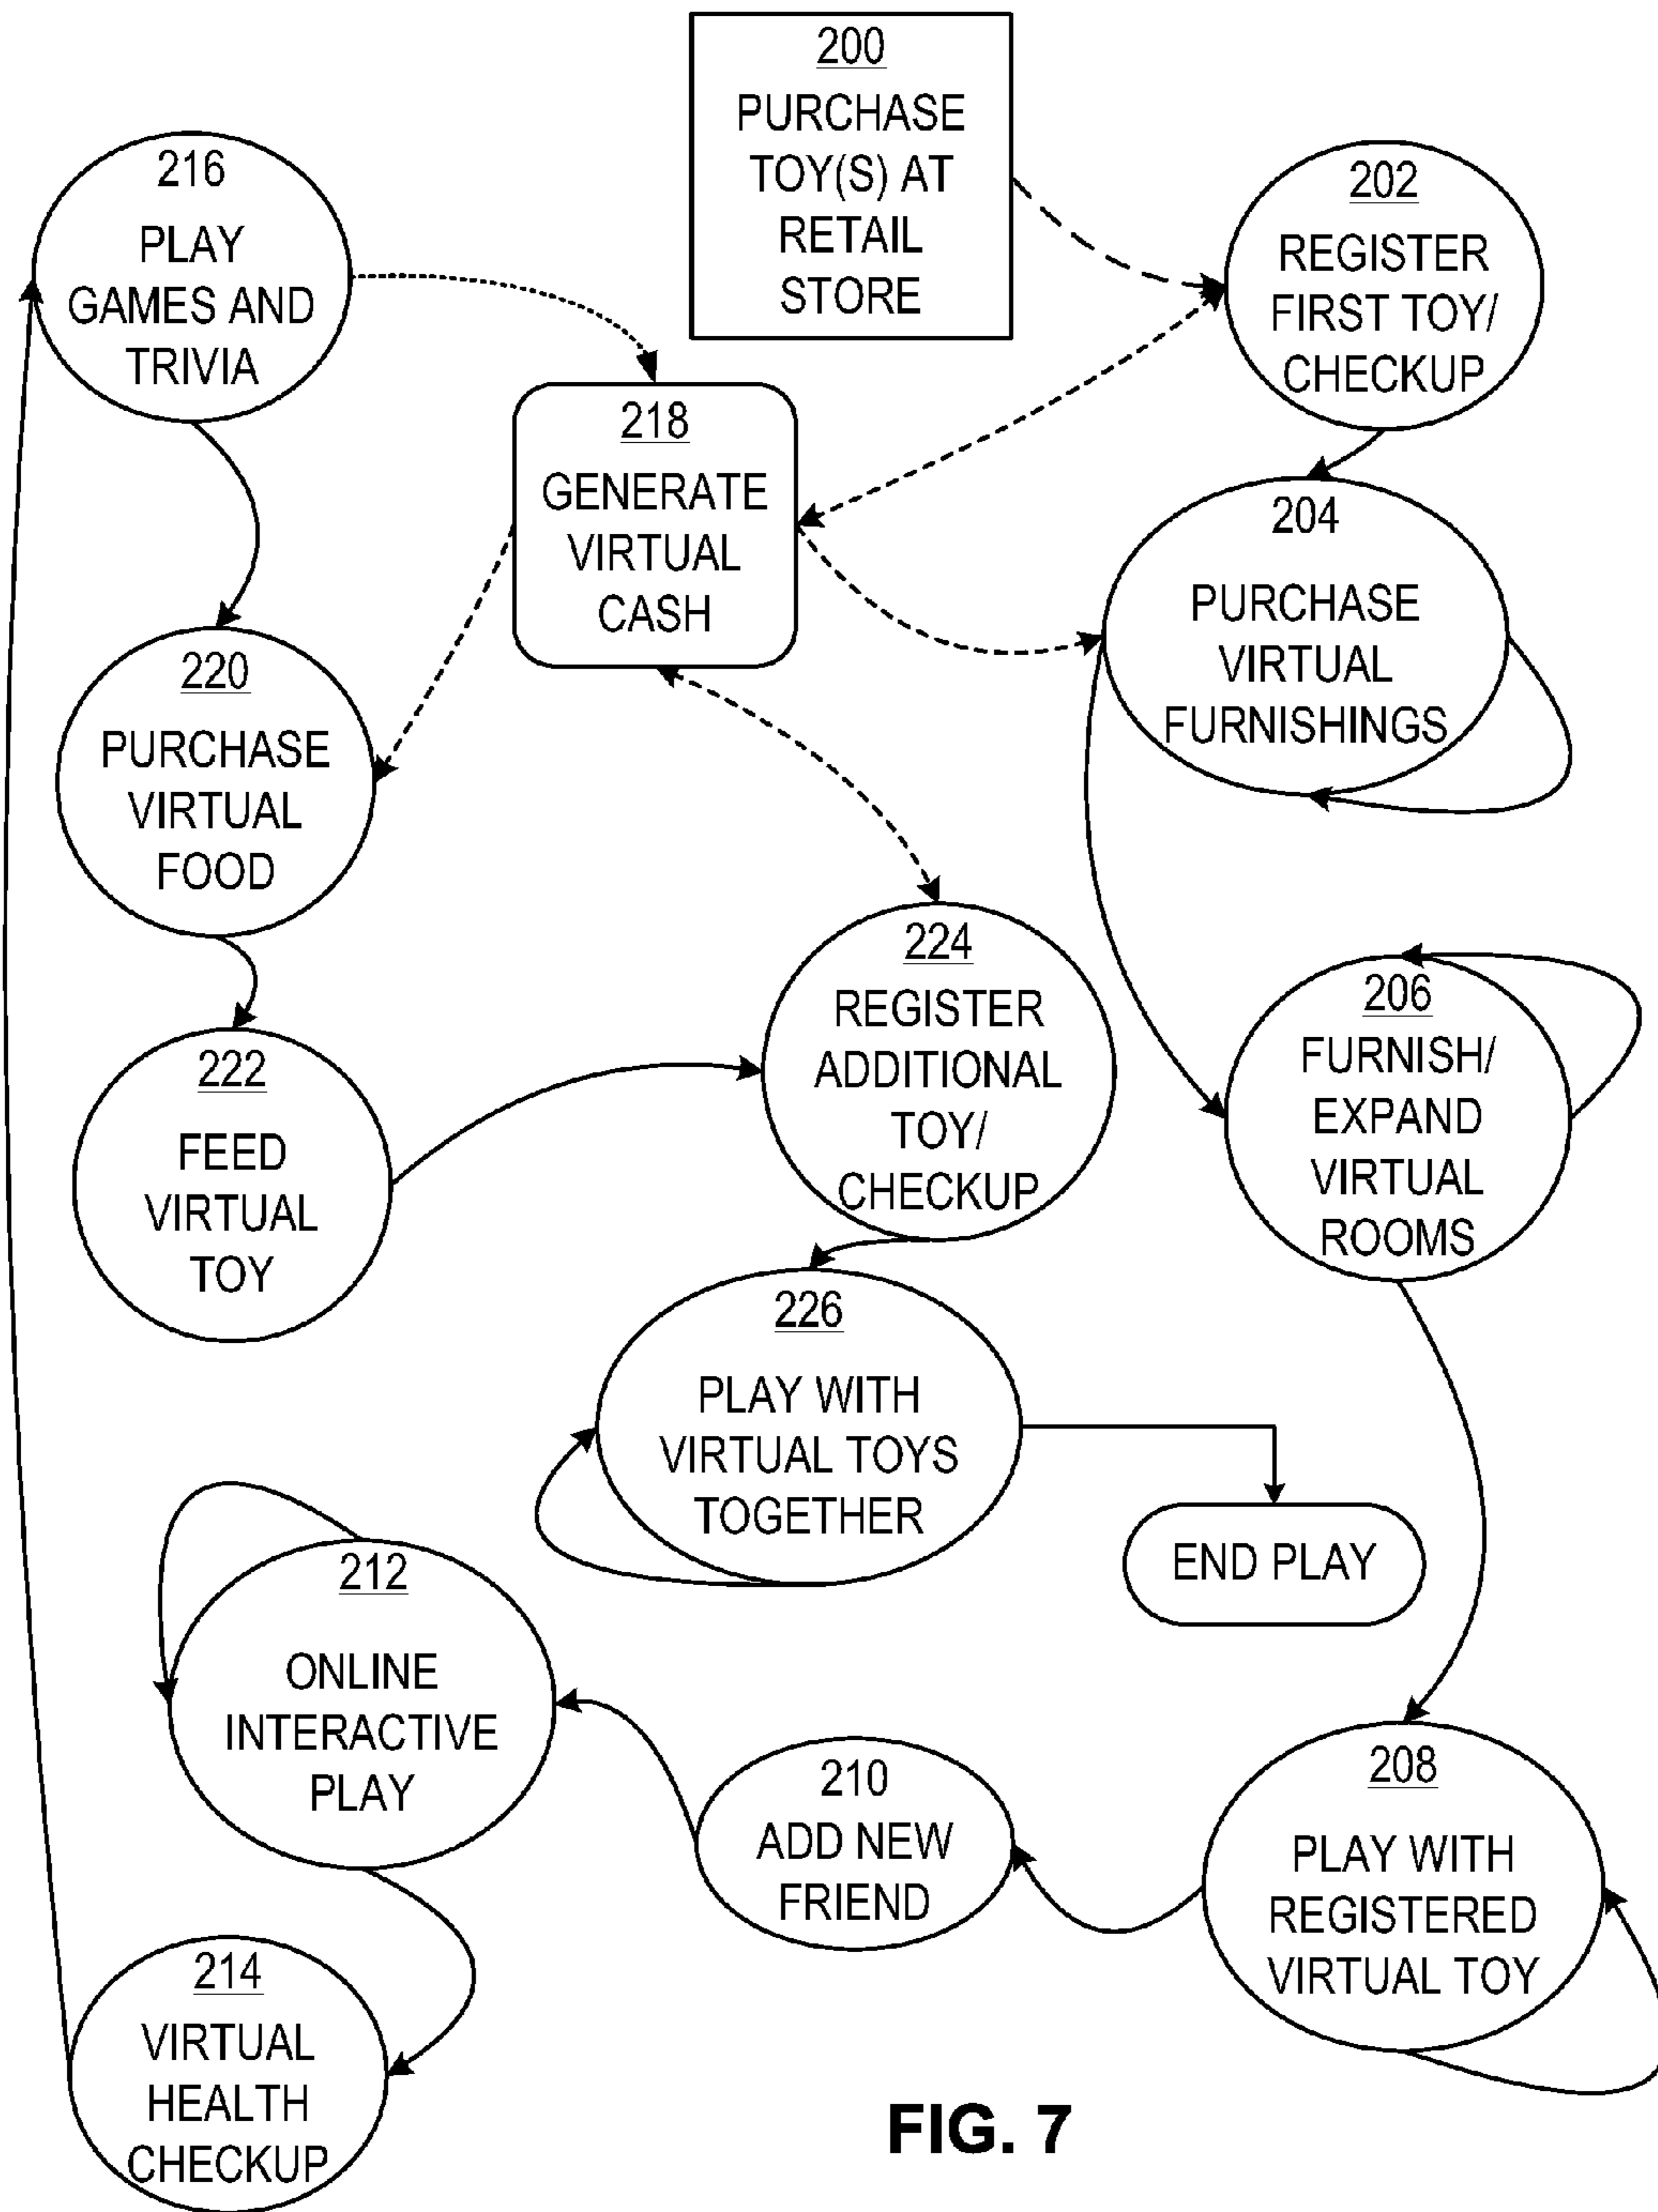 200
PURCHASE
TOY(S) AT
RETAIL
STORE
216
PLAY
GAMES AND
TRIVIA
202
REGISTER
FIRST TOY/
CHECKUP
218
GENERATE
VIRTUAL
CASH
204
PURCHASE
VIRTUAL
FURNISHINGS
220
PURCHASE
VIRTUAL
FOOD
224
REGISTER
ADDITIONAL
TOY/
CHECKUP
206
FURNISH/
EXPAND
VIRTUAL
ROOMS
222
FEED
VIRTUAL
TOY
226
PLAY WITH
VIRTUAL TOYS
TOGETHER
END PLAY
212
ONLINE
INTERACTIVE
PLAY
210
ADD NEW
FRIEND
208
PLAY WITH
REGISTERED
VIRTUAL TOY
214
VIRTUAL
HEALTH
CHECKUP
FIG. 7